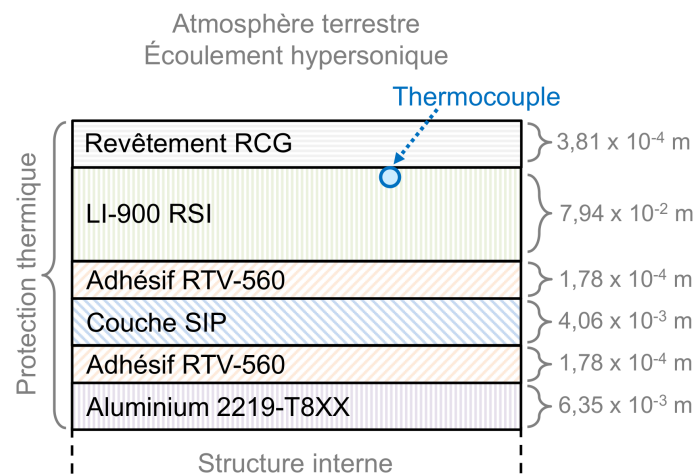 Atmosphère terrestre
Écoulement hypersonique
Thermocouple
Protection thermique
Revêtement RCG
3,81 x 10⁻⁴ m
LI-900 RSI
7,94 x 10⁻² m
Adhésif RTV-560
1,78 x 10⁻⁴ m
Couche SIP
4,06 x 10⁻³ m
Adhésif RTV-560
1,78 x 10⁻⁴ m
Aluminium 2219-T8XX
6,35 x 10⁻³ m
Structure interne